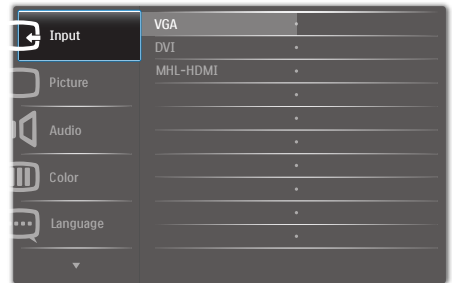 Input
Picture
Audio
Color
Language
VGA
DVI
MHL-HDMI